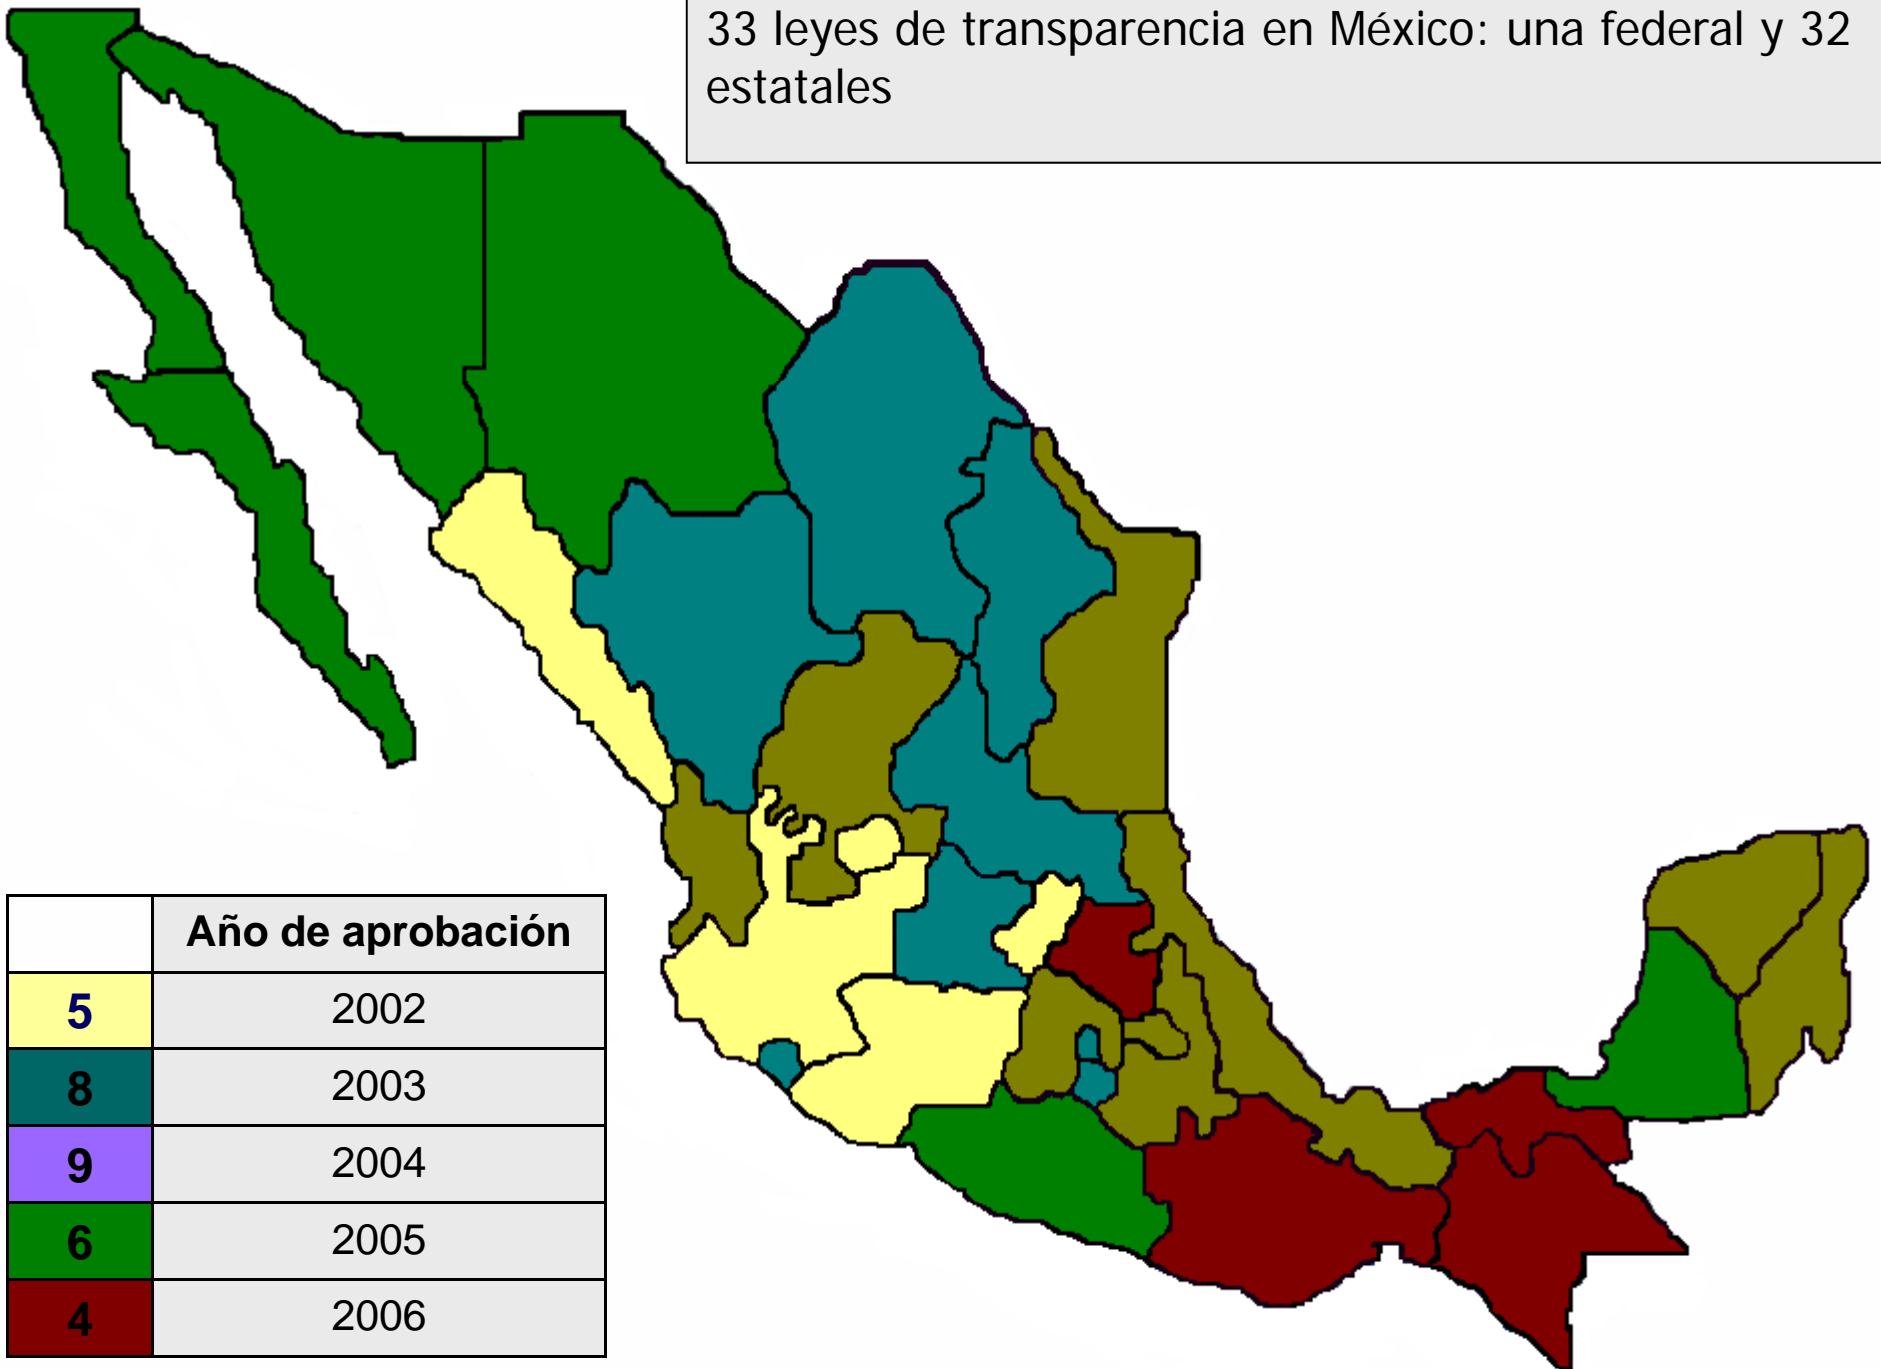 33 leyes de transparencia en México: una federal y 32
estatales
Año de aprobación
5 2002
8 2003
9 2004
6 2005
4 2006